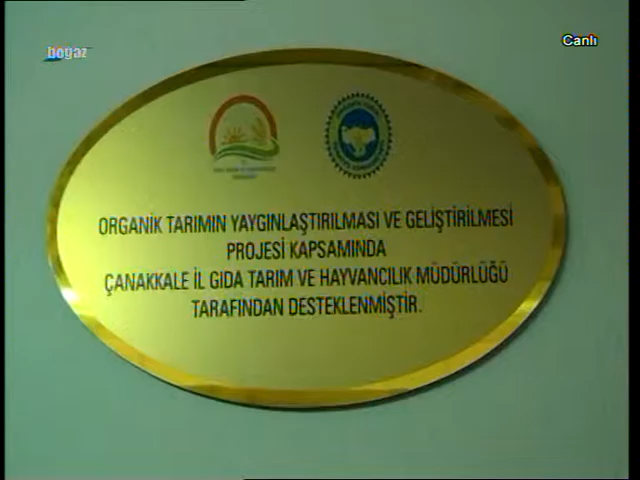 boğaz
Canlı
ORGANİK TARIMIN YAYGINLAŞTIRILMASI VE GELİŞTİRİLMESİ
PROJESİ KAPSAMINDA
ÇANAKKALE İL GIDA TARIM VE HAYVANCILIK MÜDÜRLÜĞÜ
TARAFINDAN DESTEKLENMİŞTİR.